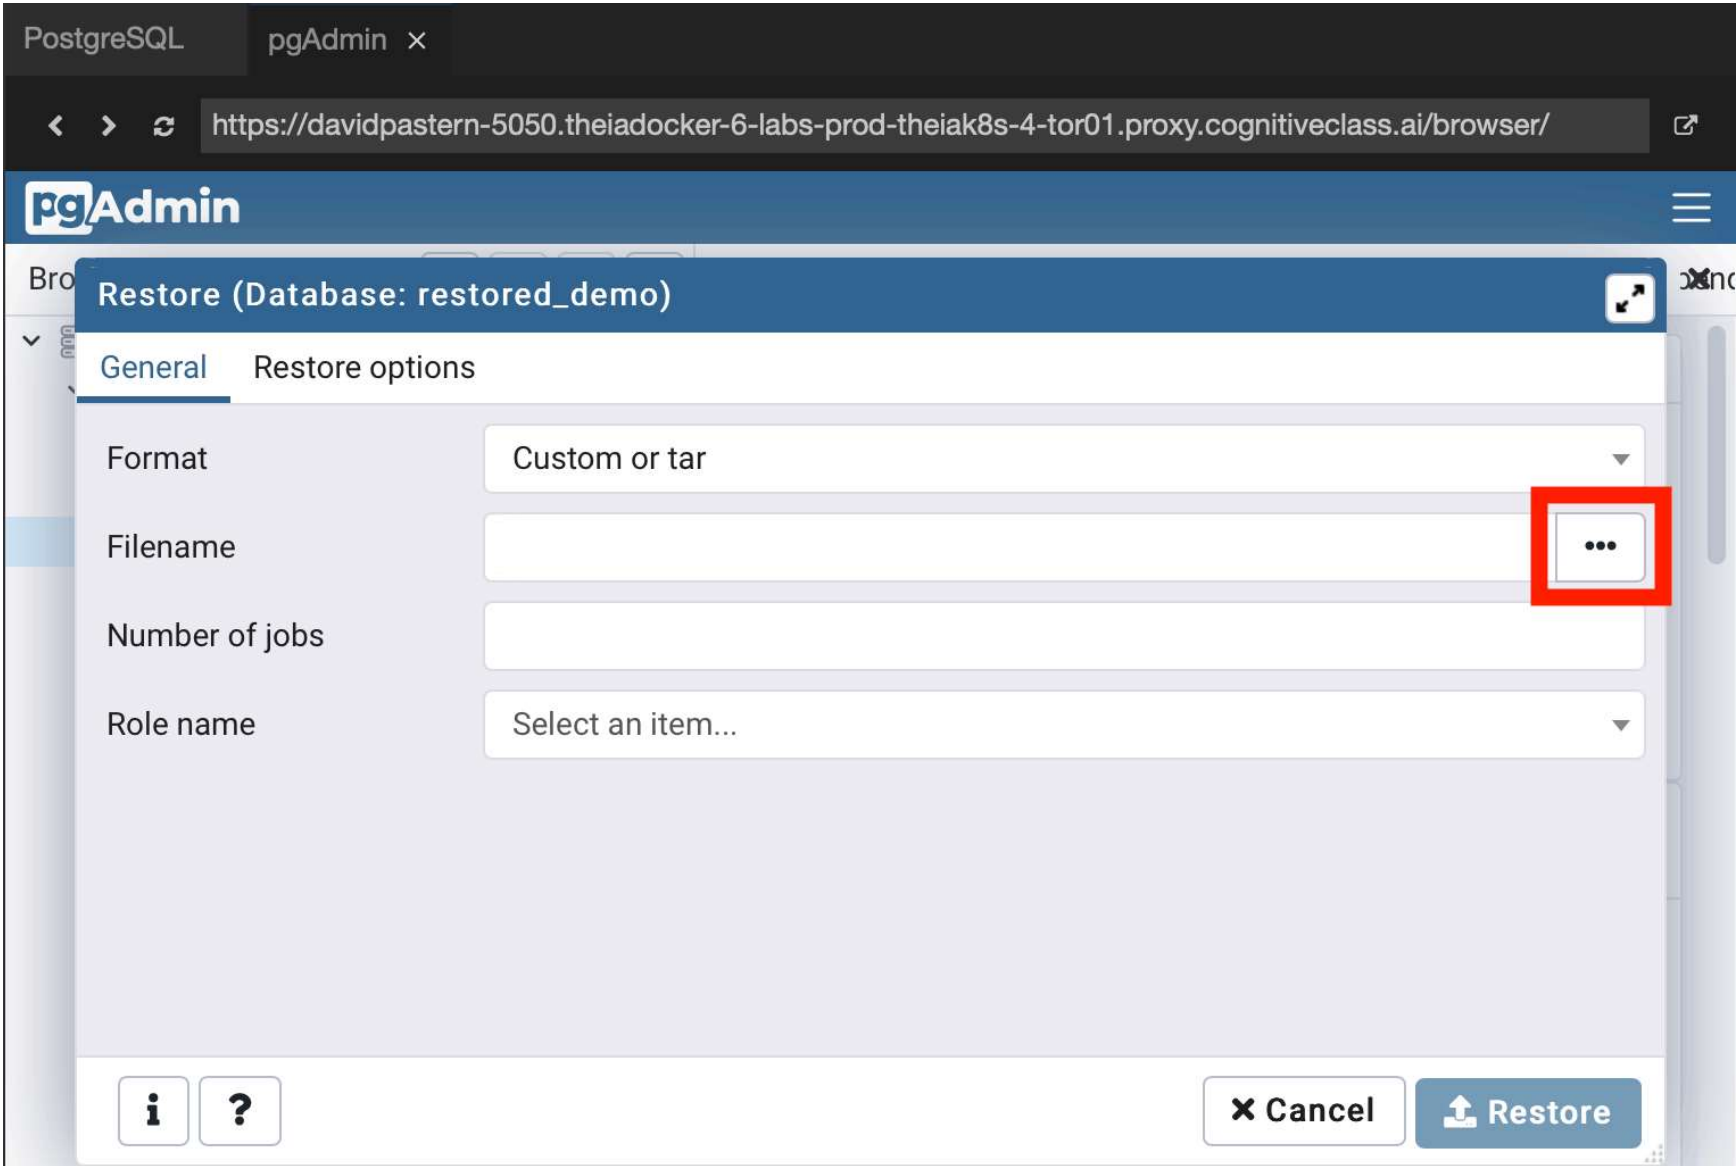 PostgreSQL
pgAdmin ×
https://davidpastern-5050.theiadocker-6-labs-prod-theiak8s-4-tor01.proxy.cognitiveclass.ai/browser/
pgAdmin
Bro
Restore (Database: restored_demo)
General Restore options
Format Custom or tar
Filename •••
Number of jobs
Role name Select an item...
i ? Cancel Restore